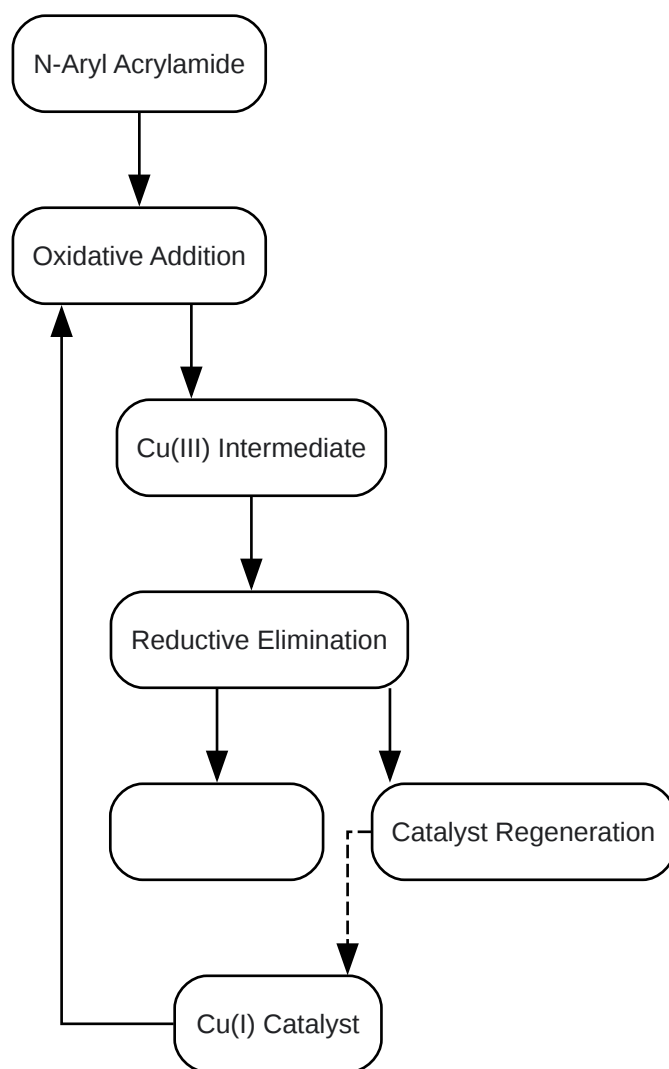 N-Aryl Acrylamide
Oxidative Addition
Cu(III) Intermediate
Reductive Elimination
Catalyst Regeneration
Cu(I) Catalyst